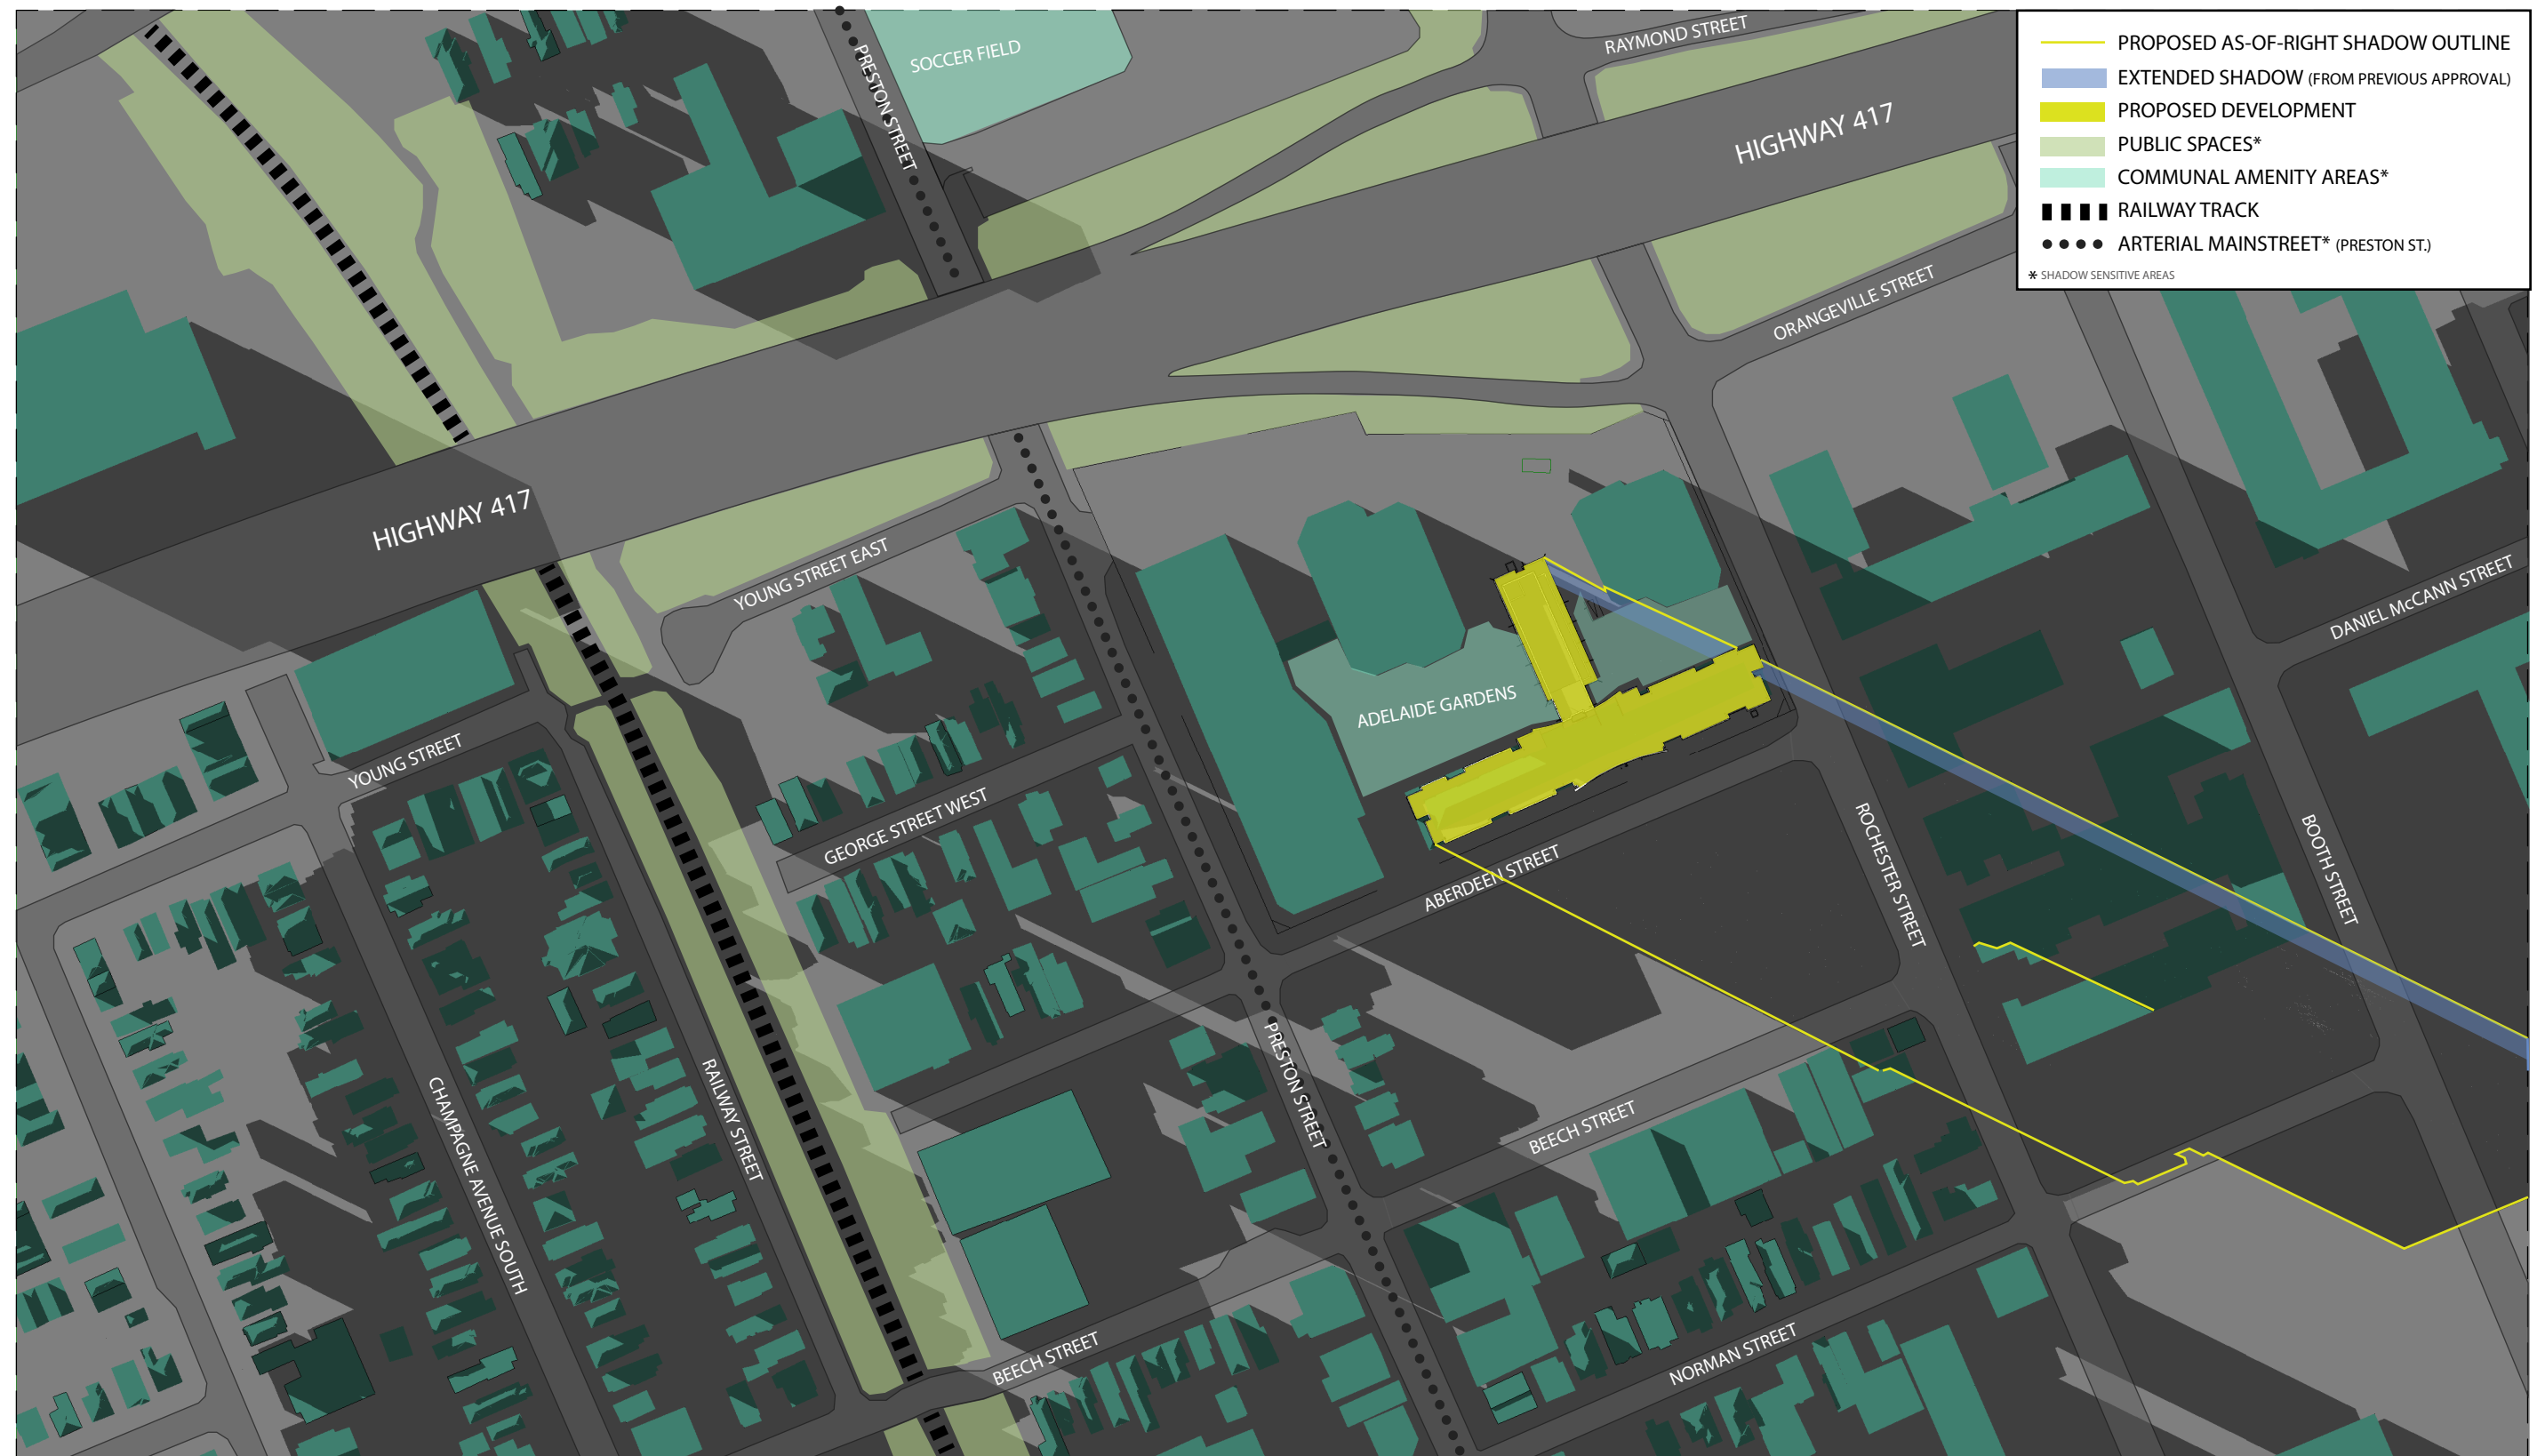 PROPOSED AS-OF-RIGHT SHADOW OUTLINE
EXTENDED SHADOW (FROM PREVIOUS APPROVAL)
PROPOSED DEVELOPMENT
PUBLIC SPACES*
COMMUNAL AMENITY AREAS*
RAILWAY TRACK
ARTERIAL MAINSTREET* (PRESTON ST.)
* SHADOW SENSITIVE AREAS
RAYMOND STREET
SOCCER FIELD
PRESTON STREET
HIGHWAY 417
ORANGEVILLE STREET
HIGHWAY 417
YOUNG STREET EAST
DANIEL McCANN STREET
ADELAIDE GARDENS
YOUNG STREET
GEORGE STREET WEST
ROCHESTER STREET
BOOTH STREET
ABERDEEN STREET
PRESTON STREET
RAILWAY STREET
CHAMPAGNE AVENUE SOUTH
BEECH STREET
BEECH STREET
NORMAN STREET